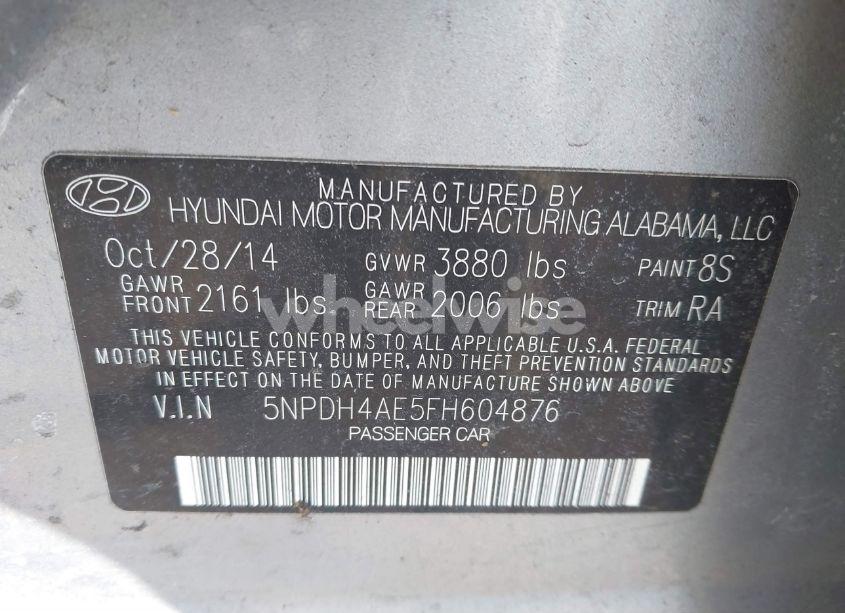 MANUFACTURED BY
HYUNDAI MOTOR MANUFACTURING ALABAMA, LLC
Oct/28/14 GVWR 3880 lbs PAINT 8S
GAWR FRONT 2161 lbs. GAWR REAR 2006 lbs TRIM RA
wheelwise
THIS VEHICLE CONFORMS TO ALL APPLICABLE U.S.A. FEDERAL
MOTOR VEHICLE SAFETY, BUMPER, AND THEFT PREVENTION STANDARDS
IN EFFECT ON THE DATE OF MANUFACTURE SHOWN ABOVE
V.I.N 5NPDH4AE5FH604876
PASSENGER CAR